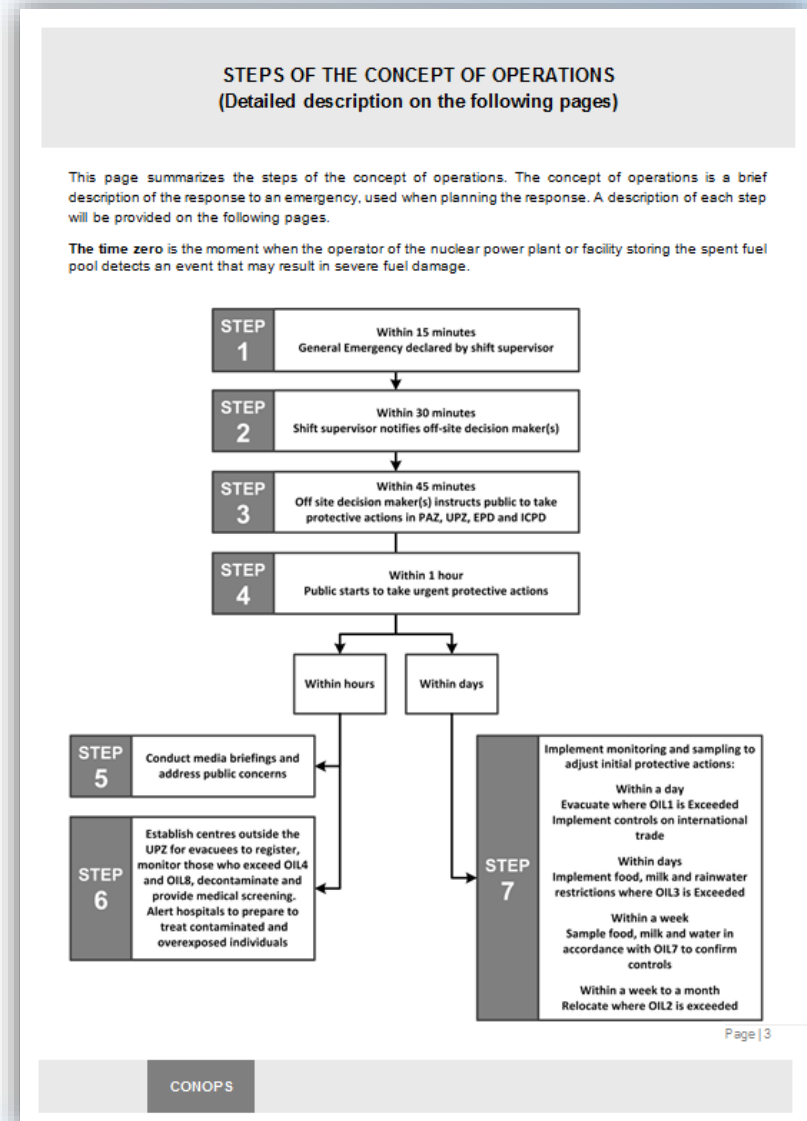 STEPS OF THE CONCEPT OF OPERATIONS
(Detailed description on the following pages)
This page summarizes the steps of the concept of operations. The concept of operations is a brief
description of the response to an emergency, used when planning the response. A description of each step
will be provided on the following pages.
The time zero is the moment when the operator of the nuclear power plant or facility storing the spent fuel
pool detects an event that may result in severe fuel damage.
STEP
1
Within 15 minutes
General Emergency declared by shift supervisor
STEP
2
Within 30 minutes
Shift supervisor notifies off-site decision maker(s)
STEP
3
Within 45 minutes
Off site decision maker(s) instructs public to take
protective actions in PAZ, UPZ, EPD and ICPD
STEP
4
Within 1 hour
Public starts to take urgent protective actions
Within hours
Within days
STEP
5
Conduct media briefings and
address public concerns
STEP
6
Establish centres outside the
UPZ for evacuees to register,
monitor those who exceed OIL4
and OIL8, decontaminate and
provide medical screening.
Alert hospitals to prepare to
treat contaminated and
overexposed individuals
STEP
7
Implement monitoring and sampling to
adjust initial protective actions:
Within a day
Evacuate where OIL1 is Exceeded
Implement controls on international
trade
Within days
Implement food, milk and rainwater
restrictions where OIL3 is Exceeded
Within a week
Sample food, milk and water in
accordance with OIL7 to confirm
controls
Within a week to a month
Relocate where OIL2 is exceeded
Page | 3
CONOPS